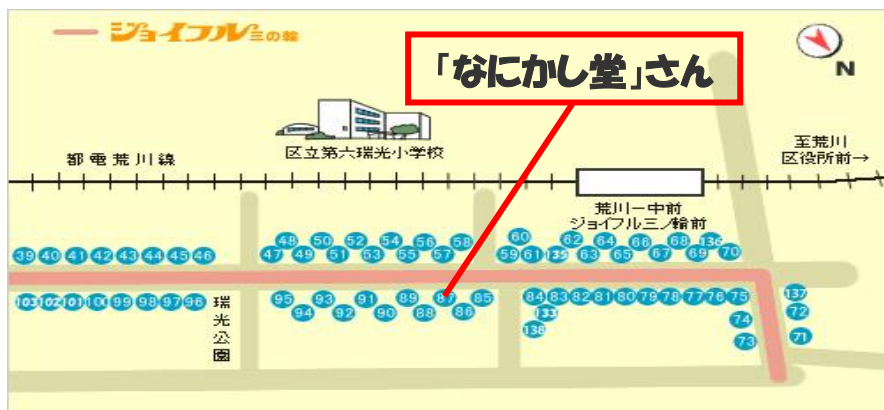 ジョイフル三の輪
「なにかし堂」さん
N
至荒川
区役所前→
都電荒川線
区立第六瑞光小学校
荒川一中前
ジョイフル三ノ輪前
48 50 52 54 56 58 60 62 64 66 68 136
39 40 41 42 43 44 45 46 47 49 51 53 55 57 59 61 135 63 65 67 69 70
103 102 101 100 99 98 97 96
瑞光公園
95 93 91 89 87 85 84 83 82 81 80 79 78 77 76 75 137
94 92 90 88 86 133 74 72
138 73 71